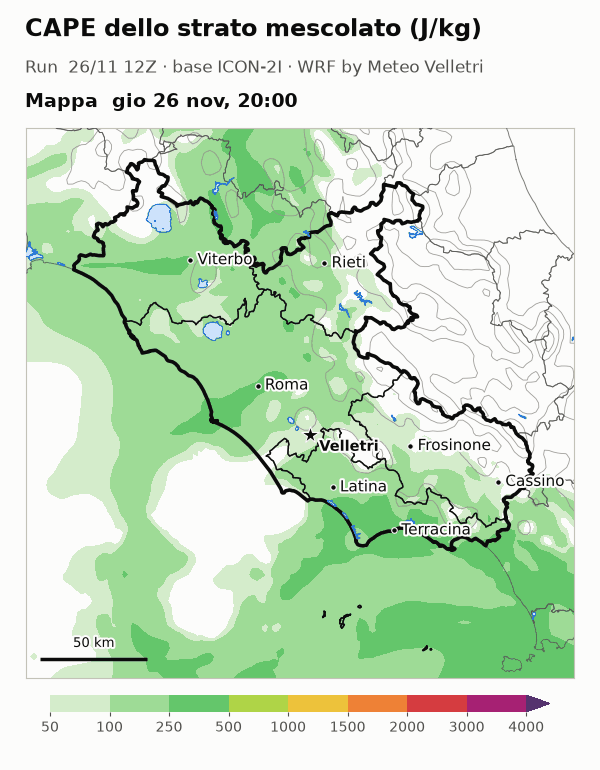 CAPE dello strato mescolato (J/kg)
Run  26/11 12Z · base ICON-2I · WRF by Meteo Velletri
Mappa  gio 26 nov, 20:00
Viterbo
Rieti
Roma
Velletri
Frosinone
Cassino
Latina
Terracina
50 km
50 100 250 500 1000 1500 2000 3000 4000